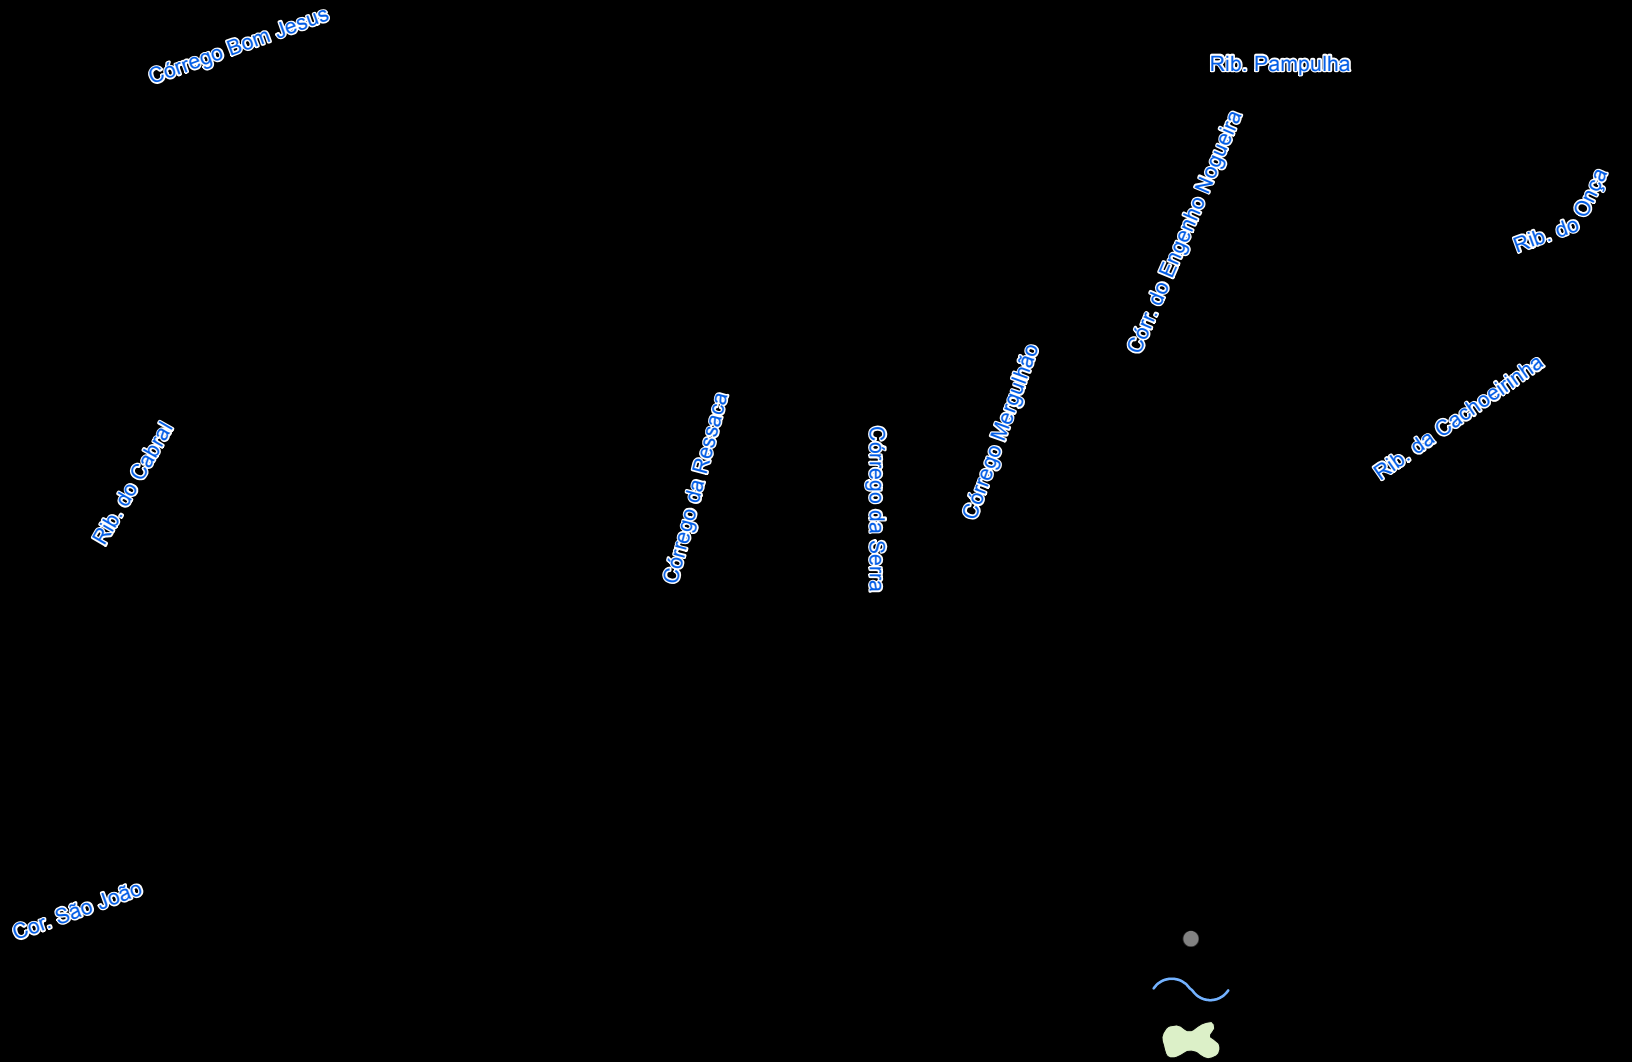 Córrego Bom Jesus
Rib. Pampulha
Córr. do Engenho Nogueira
Rib. do Onça
Córrego Mergulhão
Rib. da Cachoeirinha
Córrego da Ressaca
Córrego da Serra
Rib. do Cabral
Cor. São João